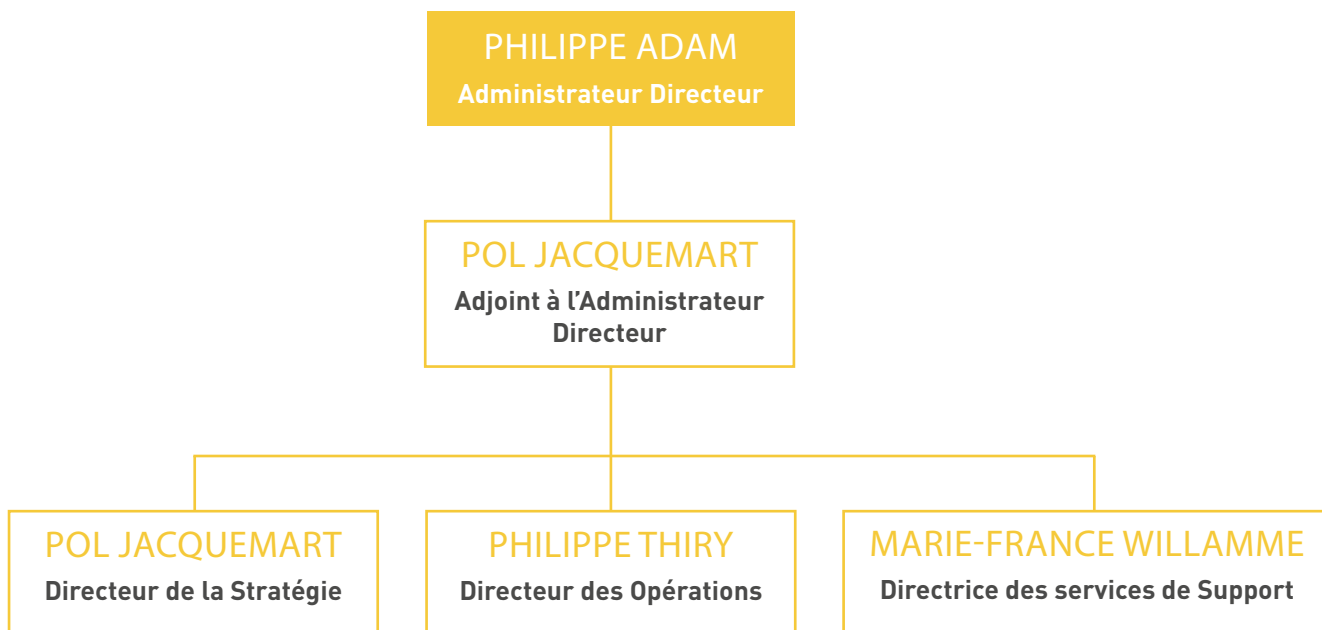 PHILIPPE ADAM
Administrateur Directeur
POL JACQUEMART
Adjoint à l’Administrateur
Directeur
POL JACQUEMART
Directeur de la Stratégie
PHILIPPE THIRY
Directeur des Opérations
MARIE-FRANCE WILLAMME
Directrice des services de Support